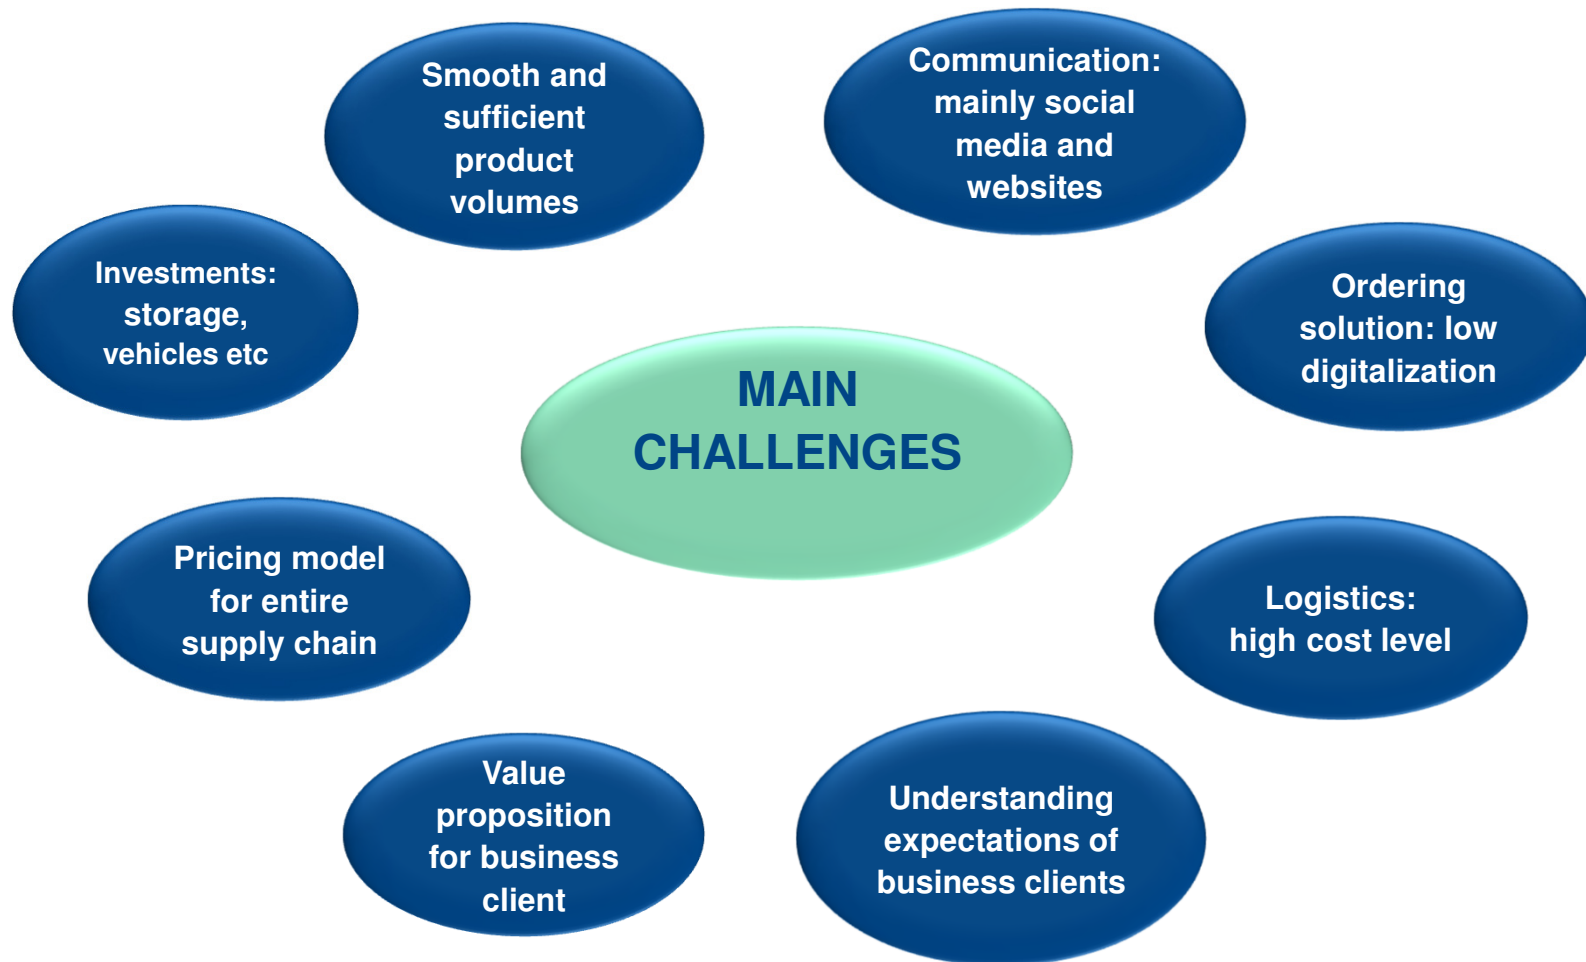 Smooth and
sufficient
product
volumes
Communication:
mainly social
media and
websites
Investments:
storage,
vehicles etc
Ordering
solution: low
digitalization
MAIN
CHALLENGES
Pricing model
for entire
supply chain
Logistics:
high cost level
Value
proposition
for business
client
Understanding
expectations of
business clients